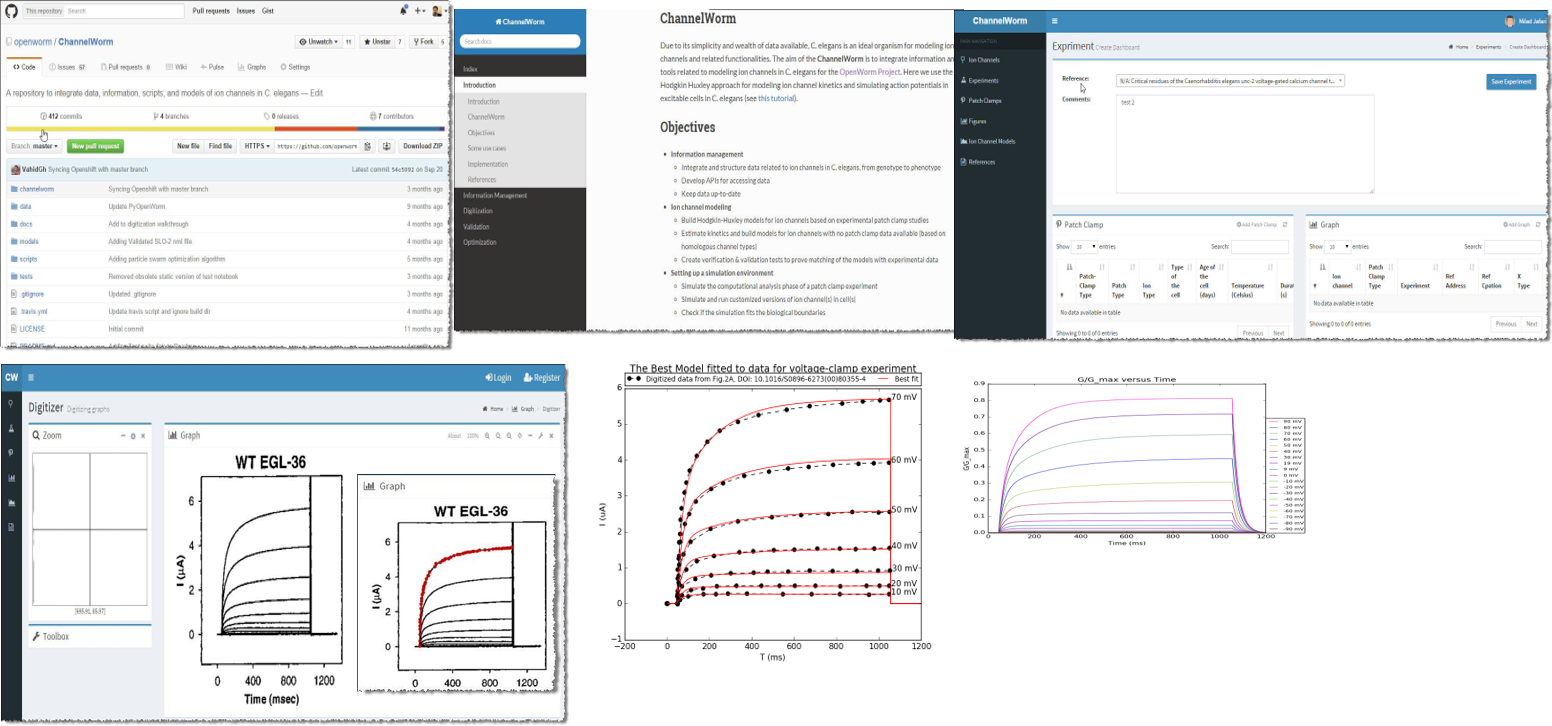 This repository Search
Pull requests Issues Gist
openworm / ChannelWorm
Unwatch 11 Unstar 7 Fork 5
Code Issues 67 Pull requests 0 Wiki Pulse Graphs Settings
A repository to integrate data, information, scripts, and models of ion channels in C. elegans — Edit
412 commits 4 branches 0 releases 7 contributors
Branch: master New pull request New file Find file HTTPS https://github.com/openworm Download ZIP
VahidGh Syncing Openshift with master branch Latest commit on Sep 20
channelworm Syncing Openshift with master branch 3 months ago
data Update PyOpenWorm. 9 months ago
docs Add to digitization walkthrough 4 months ago
models Adding Validated SLO-2 nml file 4 months ago
scripts Adding particle swarm optimization algorithm 5 months ago
tests Removed obsolete static version of test notebook 3 months ago
.gitignore Updated .gitignore 3 months ago
.travis.yml Update travis script and ignore build dir 4 months ago
LICENSE Initial commit 11 months ago
ChannelWorm
Search docs
Index
Introduction
Introduction
ChannelWorm
Objectives
Some use cases
Implementation
References
Information Management
Digitization
Validation
Optimization
ChannelWorm
Due to its simplicity and wealth of data available, C. elegans is an ideal organism for modeling ion
channels and related functionalities. The aim of the ChannelWorm is to integrate information an
tools related to modeling ion channels in C. elegans for the OpenWorm Project. Here we use the
Hodgkin Huxley approach for modeling ion channel kinetics and simulating action potentials in
excitable cells in C. elegans (see this tutorial).
Objectives
Information management
Integrate and structure data related to ion channels in C. elegans, from genotype to phenotype
Develop APIs for accessing data
Keep data up-to-date
Ion channel modeling
Build Hodgkin-Huxley models for ion channels based on experimental patch clamp studies
Estimate kinetics and build models for ion channels with no patch clamp data available (based on
homologous channel types)
Create verification & validation tests to prove matching of the models with experimental data
Setting up a simulation environment
Simulate the computational analysis phase of a patch clamp experiment
Simulate and run customized versions of ion channel(s) in cell(s)
Check if the simulation fits the biological boundaries
ChannelWorm
Milad Jafari
MAIN NAVIGATION
Ion Channels
Experiments
Patch Clamps
Figures
Ion Channel Models
References
Expriment Create Dashboard
Home Experiments Create Dashboard
Reference:
N/A: Critical residues of the Caenorhabditis elegans unc-2 voltage-gated calcium channel t...
Save Experiment
Comments:
test 2
Patch Clamp Add Patch Clamp
Show 10 entries Search:
# Patch-Clamp Type Patch Type Ion Type Type of the cell Age of the cell (days) Temperature (Celsius) Durat (s)
No data available in table
Showing 0 to 0 of 0 entries
Previous Next
Graph Add Graph
Show 10 entries Search:
# Ion channel Patch Clamp Type Experiment Ref Address Ref Cpation X Type
No data available in table
Showing 0 to 0 of 0 entries
Previous Next
CW
Login Register
Digitizer Digitizing graphs
Home Graph Digitizer
Zoom
Toolbox
Graph
About 100%
WT EGL-36
I (µA)
6
4
2
0
0 400 800 1200
Time (msec)
Graph
WT EGL-36
I (µA)
6
4
2
0
0 400 800 1200
The Best Model fitted to data for voltage-clamp experiment
Digitized data from Fig.2A, DOI: 10.1016/S0896-6273(00)80355-4 Best fit
I (uA)
6
5
4
3
2
1
0
−1
70 mV
60 mV
50 mV
40 mV
30 mV
20 mV
10 mV
−200 0 200 400 600 800 1000 1200
T (ms)
G/G_max versus Time
G/G_max
0.9
0.8
0.7
0.6
0.5
0.4
0.3
0.2
0.1
0.0
0 200 400 600 800 1000 1200
Time (ms)
90 mV
80 mV
70 mV
60 mV
50 mV
40 mV
30 mV
19 mV
9 mV
0 mV
-10 mV
-20 mV
-30 mV
-40 mV
-50 mV
-60 mV
-70 mV
-80 mV
-90 mV